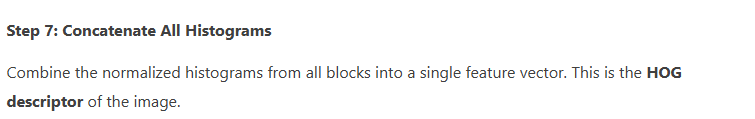 Step 7: Concatenate All Histograms
Combine the normalized histograms from all blocks into a single feature vector. This is the HOG
descriptor of the image.